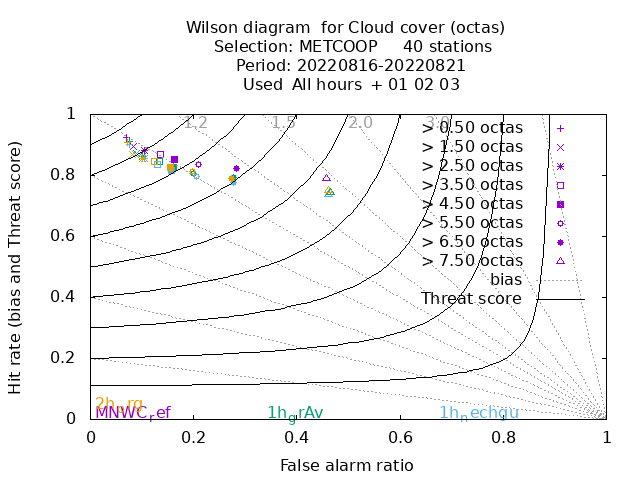 Wilson diagram for Cloud cover (octas)
Selection: METCOOP 40 stations
Period: 20220816-20220821
Used All hours + 01 02 03
Hit rate (bias and Threat score)
1
0.8
0.6
0.4
0.2
0
1.2 1.5 2.0 3.0
> 0.50 octas
> 1.50 octas
> 2.50 octas
> 3.50 octas
> 4.50 octas
> 5.50 octas
> 6.50 octas
> 7.50 octas
bias
Threat score
MNWCref 1hgrAv
0 0.2 0.4 0.6 0.8 1
False alarm ratio